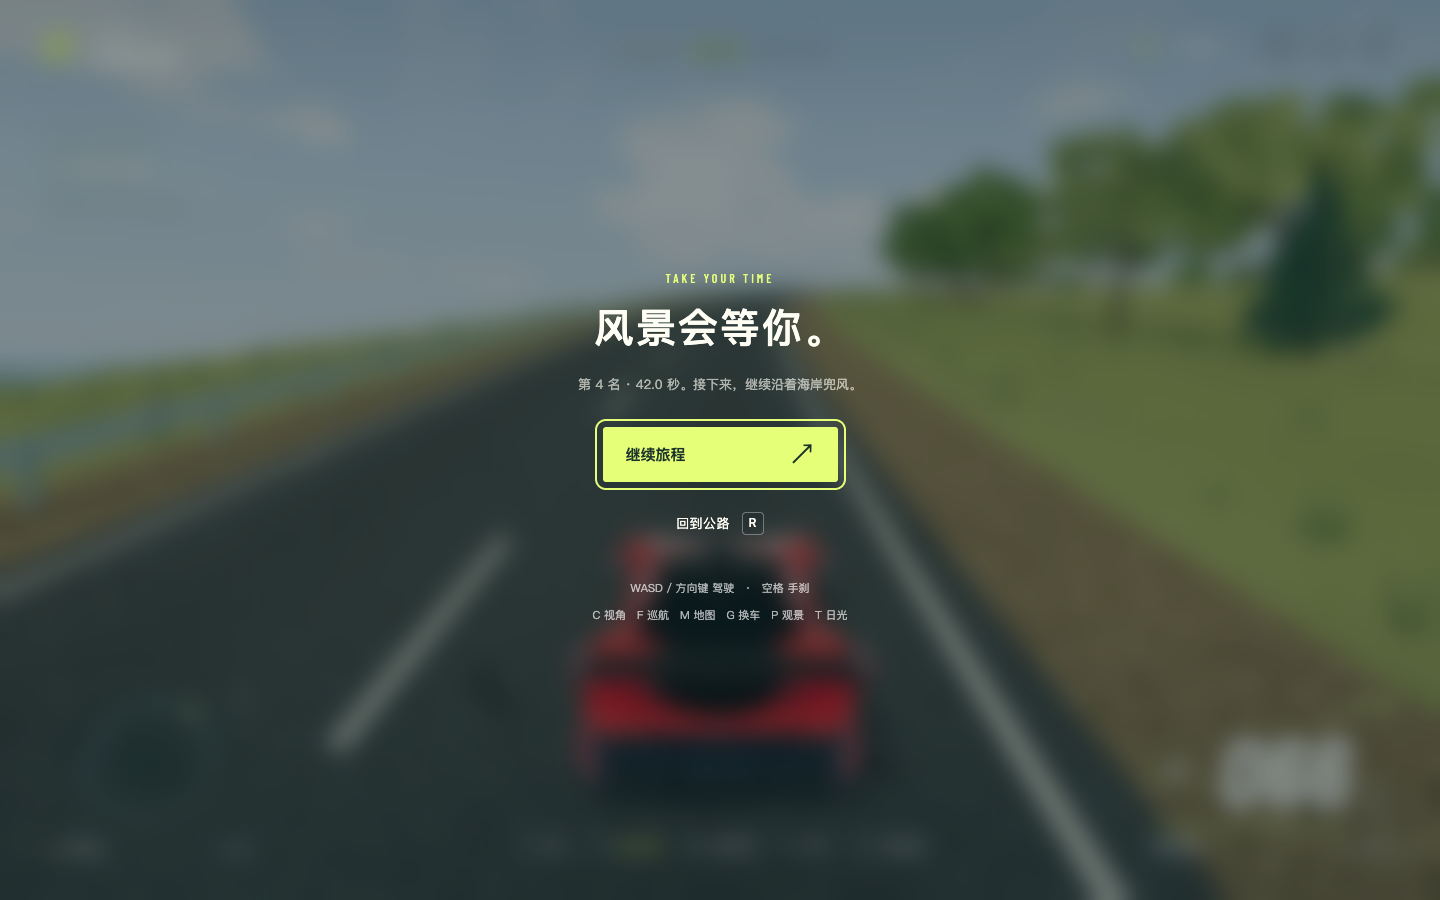 TAKE YOUR TIME
风景会等你。
第 4 名 · 42.0 秒。接下来，继续沿着海岸兜风。
继续旅程
回到公路 R
WASD / 方向键 驾驶 · 空格 手刹
C 视角 F 巡航 M 地图 G 换车 P 观景 T 日光